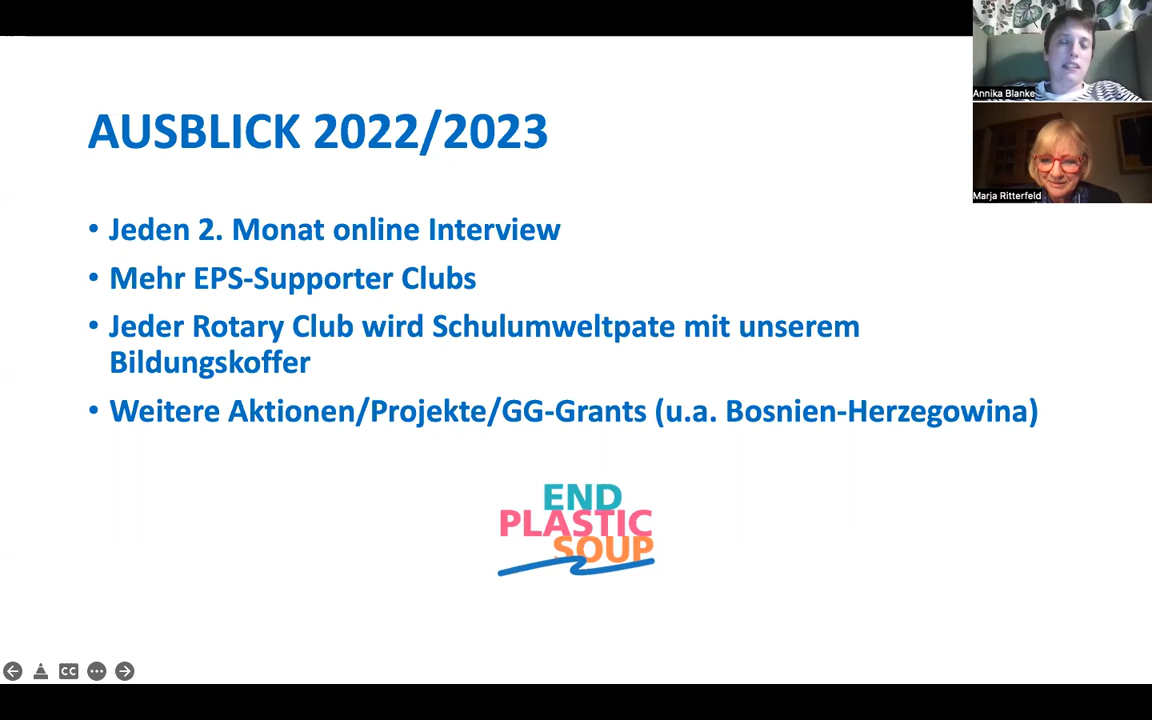 AUSBLICK 2022/2023
• Jeden 2. Monat online Interview
• Mehr EPS-Supporter Clubs
• Jeder Rotary Club wird Schulumweltpate mit unserem
Bildungskoffer
• Weitere Aktionen/Projekte/GG-Grants (u.a. Bosnien-Herzegowina)
END
PLASTIC
SOUP
Annika Blanke
Marja Ritterfeld
CC